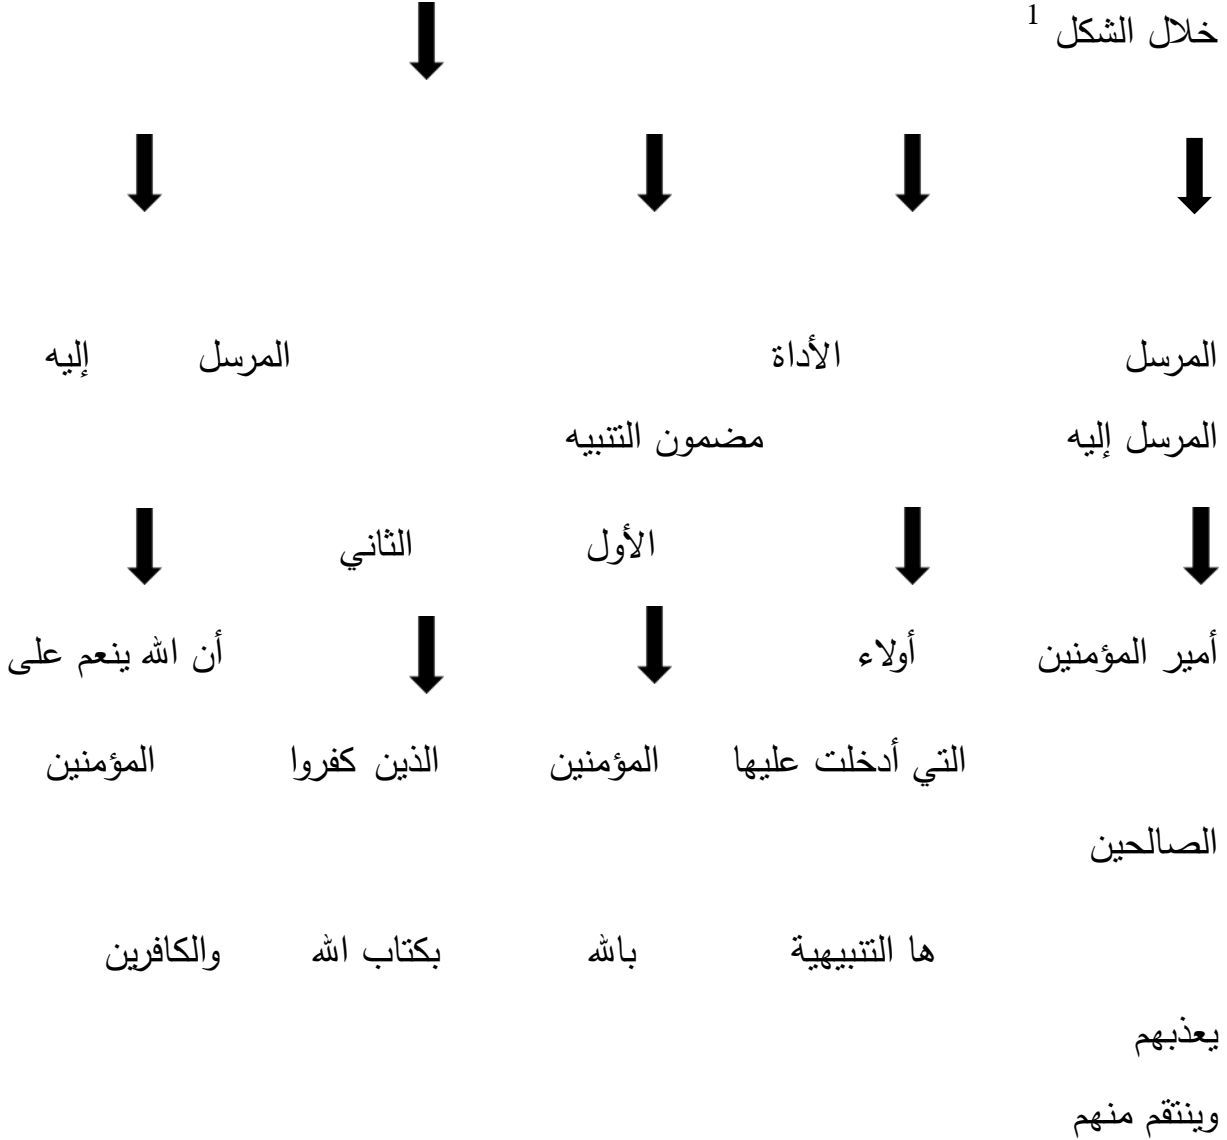 خلال الشكل 1
المرسل الأداة المرسل إليه
المرسل إليه مضمون التنبيه
الأول الثاني
أمير المؤمنين أولاء أن الله ينعم على
التي أدخلت عليها المؤمنين الذين كفروا المؤمنين
الصالحين
ها التنبيهية بالله بكتاب الله والكافرين
يعذبهم
وينتقم منهم